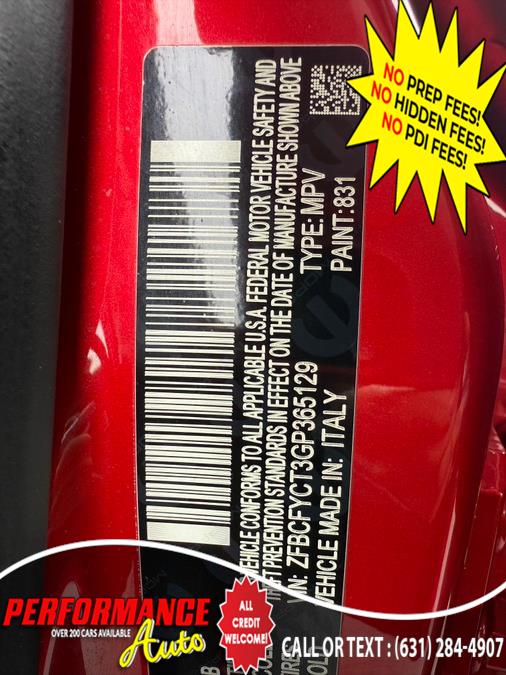 NO PREP FEES!
NO HIDDEN FEES!
NO PDI FEES!
VEHICLE CONFORMS TO ALL APPLICABLE U.S.A. FEDERAL MOTOR VEHICLE SAFETY AND
THEFT PREVENTION STANDARDS IN EFFECT ON THE DATE OF MANUFACTURE SHOWN ABOVE
VIN: ZFBCFYCT3GP365129
TYPE: MPV
VEHICLE MADE IN: ITALY
PAINT: 831
PERFORMANCE
OVER 200 CARS AVAILABLE
Auto
ALL
CREDIT
WELCOME!
CALL OR TEXT : (631) 284-4907